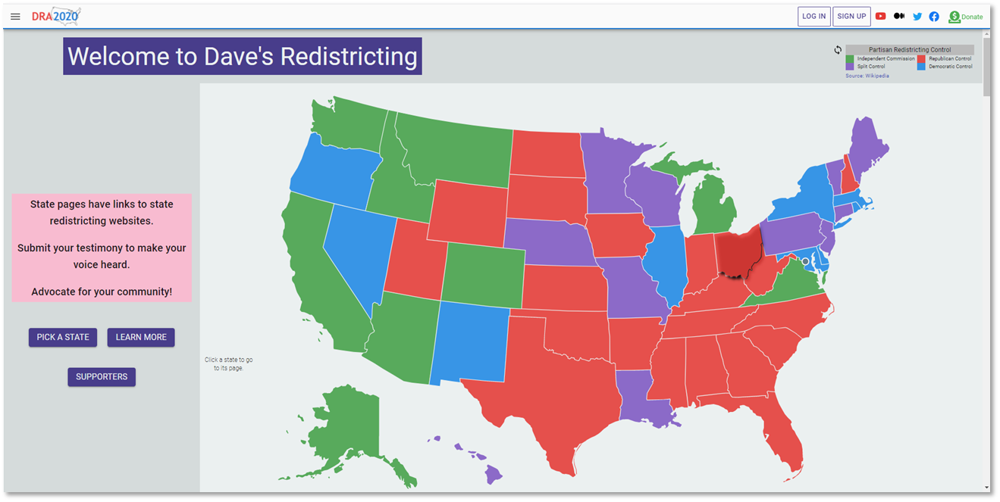 DRA2020
LOG IN
SIGN UP
Donate
Welcome to Dave's Redistricting
Partisan Redistricting Control
Independent Commission
Republican Control
Split Control
Democratic Control
Source: Wikipedia
State pages have links to state
redistricting websites.
Submit your testimony to make your
voice heard.
Advocate for your community!
PICK A STATE
LEARN MORE
SUPPORTERS
Click a state to go
to its page.